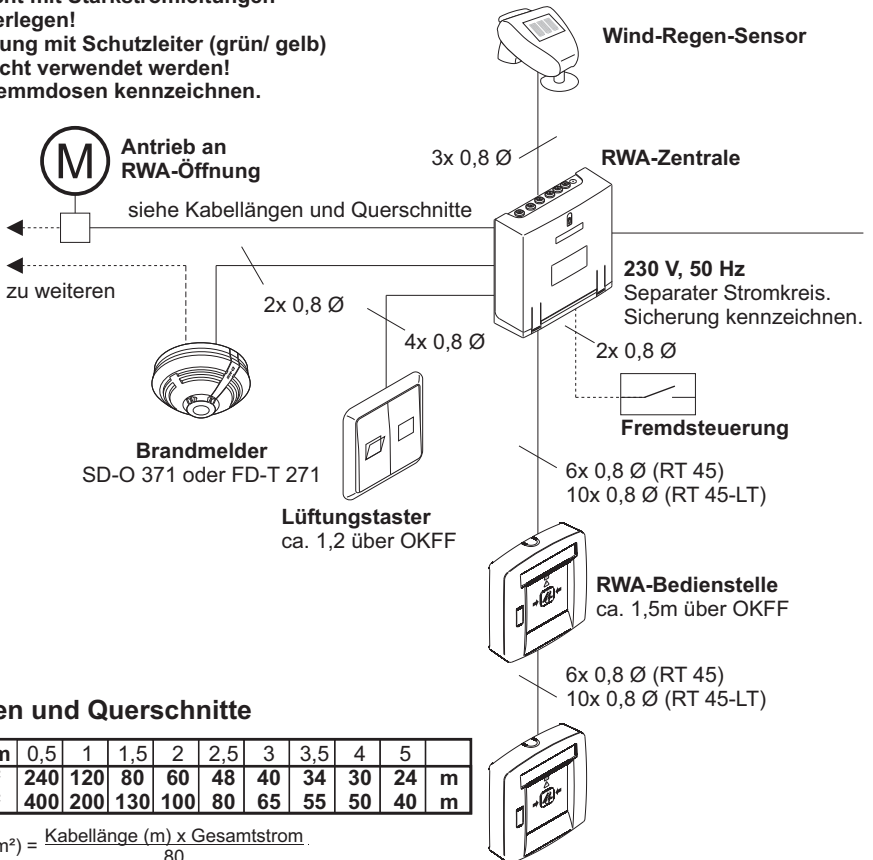 nt mit Starkstromleitungen
erlegen!
ung mit Schutzleiter (grün/ gelb)
cht verwendet werden!
emmdosen kennzeichnen.
Wind-Regen-Sensor
3x 0,8 Ø
RWA-Zentrale
M
Antrieb an
RWA-Öffnung
siehe Kabellängen und Querschnitte
zu weiteren
2x 0,8 Ø
4x 0,8 Ø
230 V, 50 Hz
Separater Stromkreis.
Sicherung kennzeichnen.
2x 0,8 Ø
Fremdsteuerung
Brandmelder
SD-O 371 oder FD-T 271
Lüftungstaster
ca. 1,2 über OKFF
6x 0,8 Ø (RT 45)
10x 0,8 Ø (RT 45-LT)
RWA-Bedienstelle
ca. 1,5m über OKFF
6x 0,8 Ø (RT 45)
10x 0,8 Ø (RT 45-LT)
en und Querschnitte
m 0,5 1 1,5 2 2,5 3 3,5 4 5
240 120 80 60 48 40 34 30 24 m
400 200 130 100 80 65 55 50 40 m
m²) = Kabellänge (m) x Gesamtstrom
80